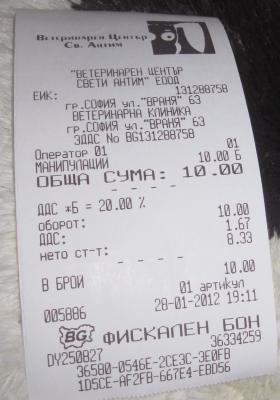 Ветеринарен Център
Св. Антим
"ВЕТЕРИНАРЕН ЦЕНТЪР
СВЕТИ АНТИМ" ЕООД
ЕИК: 131288758
гр.СОФИЯ ул."ВРАНЯ" 63
ВЕТЕРИНАРНА КЛИНИКА
гр.СОФИЯ ул."ВРАНЯ" 63
ЗДДС No BG131288758
Оператор 01 01
МАНИПУЛАЦИИ 10.00 Б
ОБЩА СУМА: 10.00
- - - -
ДДС *Б = 20.00 %
оборот: 10.00
ДДС: 1.67
нето ст-т: 8.33
- - - -
В БРОЙ 10.00
01 артикул
005886 28-01-2012 19:11
BG ФИСКАЛЕН БОН
DY250827 36334259
36580-0546E-2CE3C-3E0FB
1D5CE-AF2FB-667E4-EBD56